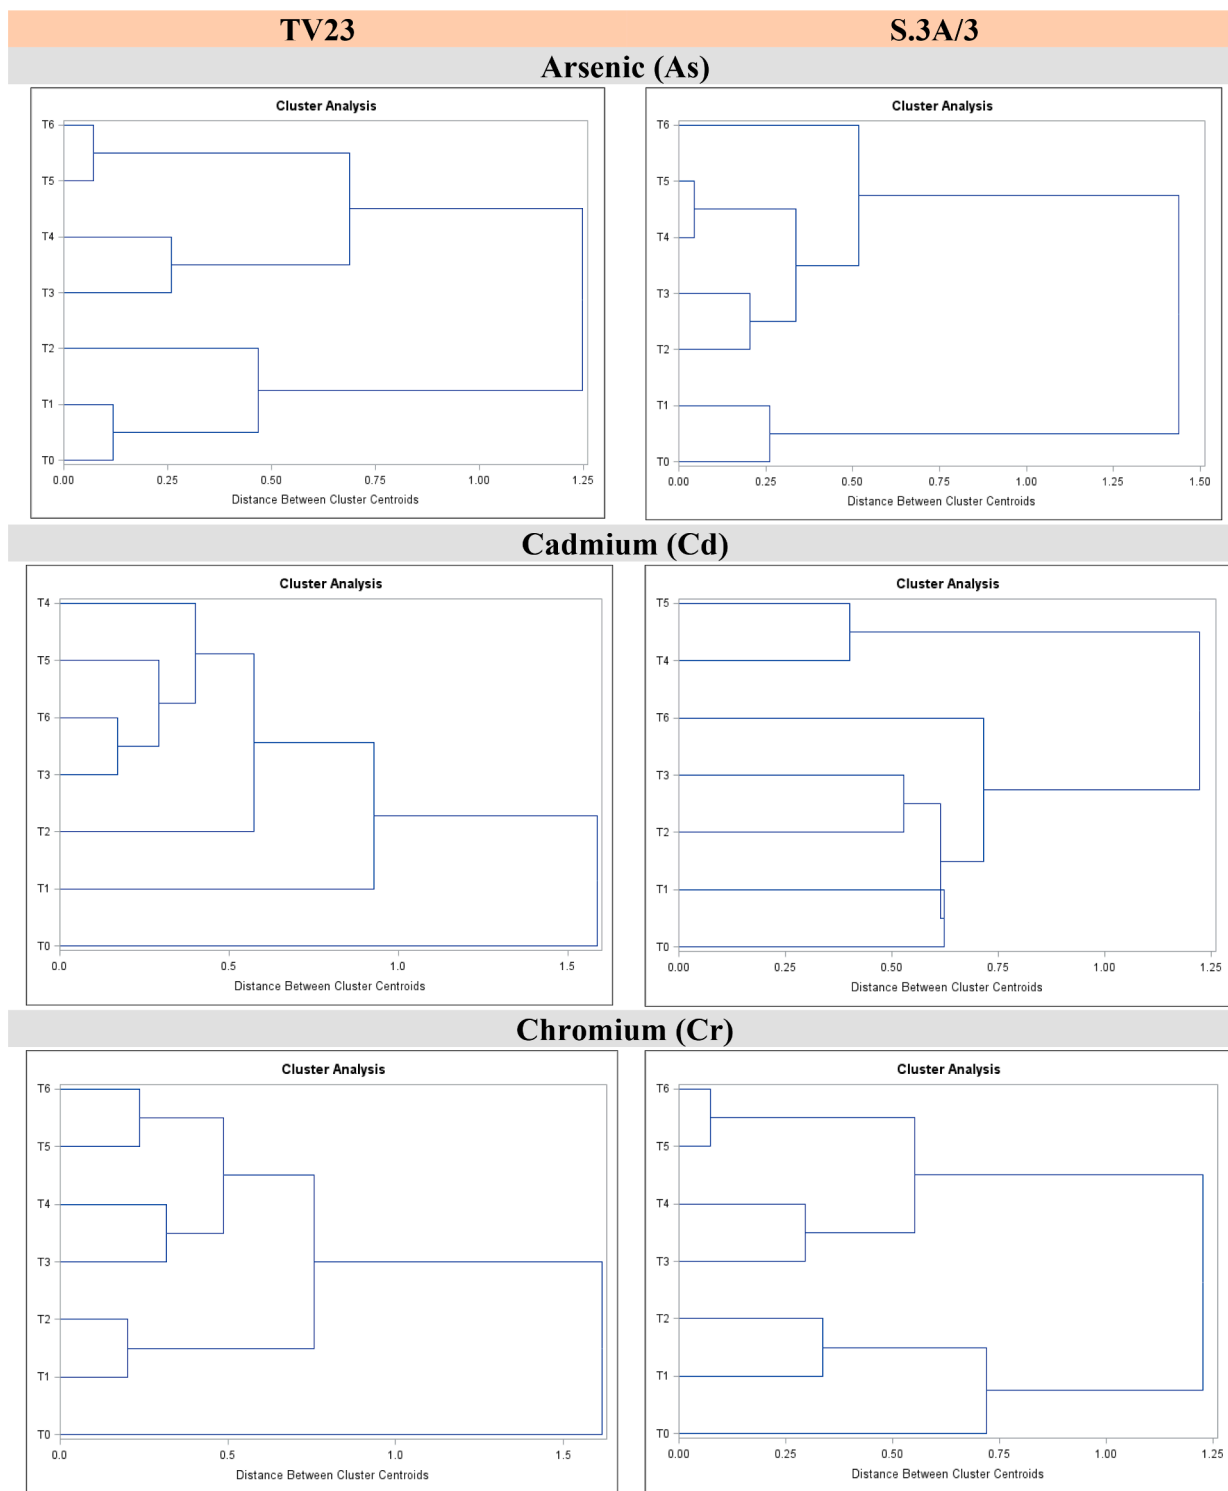 TV23 S.3A/3
Arsenic (As)
Cluster Analysis
T6
T5
T4
T3
T2
T1
T0
0.00 0.25 0.50 0.75 1.00 1.25
Distance Between Cluster Centroids
Cluster Analysis
T6
T5
T4
T3
T2
T1
T0
0.00 0.25 0.50 0.75 1.00 1.25 1.50
Distance Between Cluster Centroids
Cadmium (Cd)
Cluster Analysis
T4
T5
T6
T3
T2
T1
T0
0.0 0.5 1.0 1.5
Distance Between Cluster Centroids
Cluster Analysis
T5
T4
T6
T3
T2
T1
T0
0.00 0.25 0.50 0.75 1.00 1.25
Distance Between Cluster Centroids
Chromium (Cr)
Cluster Analysis
T6
T5
T4
T3
T2
T1
T0
0.0 0.5 1.0 1.5
Distance Between Cluster Centroids
Cluster Analysis
T6
T5
T4
T3
T2
T1
T0
0.00 0.25 0.50 0.75 1.00 1.25
Distance Between Cluster Centroids